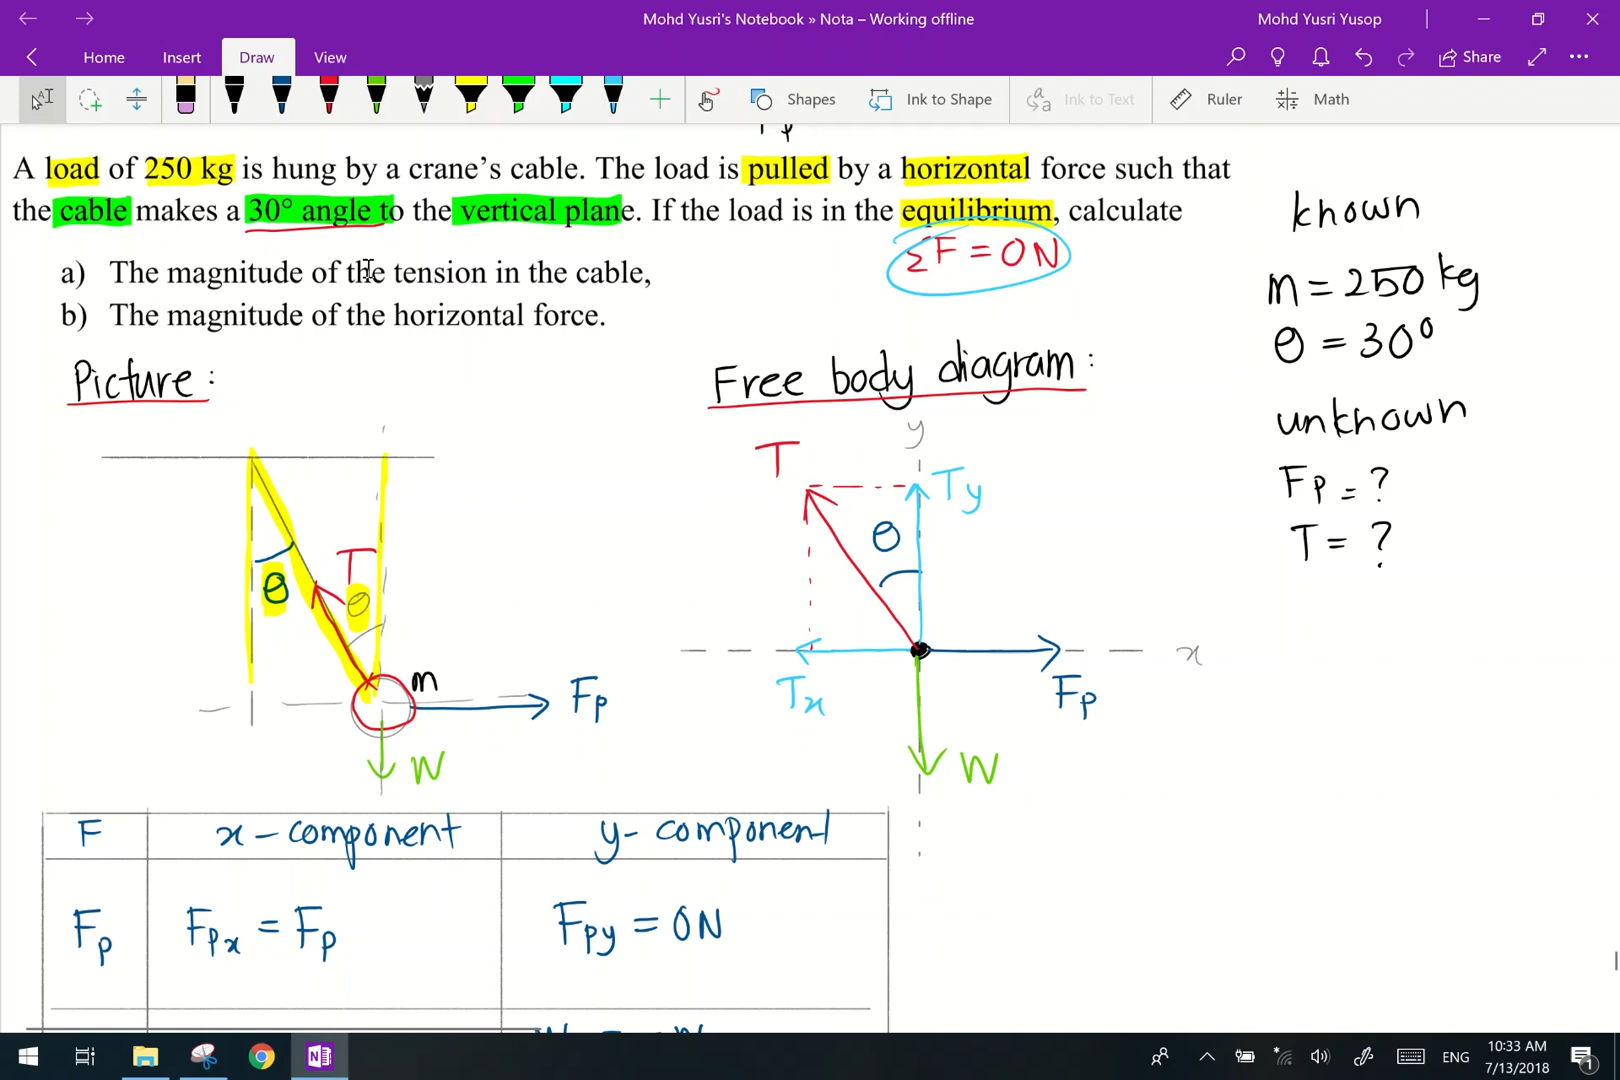 Mohd Yusri's Notebook » Nota – Working offline
Mohd Yusri Yusop
Home Insert Draw View
Share
Shapes Ink to Shape Ink to Text Ruler Math
A load of 250 kg is hung by a crane's cable. The load is pulled by a horizontal force such that
the cable makes a 30° angle to the vertical plane. If the load is in the equilibrium, calculate
ΣF = 0N
a) The magnitude of the tension in the cable,
b) The magnitude of the horizontal force.
known
m = 250 kg
θ = 30°
unknown
Fp = ?
T = ?
Picture:
θ
T
θ
m
Fp
W
Free body diagram:
y
T
Ty
θ
x
Tx
Fp
W
F x - component y - component
Fp Fpx = Fp Fpy = 0N
ENG
10:33 AM
7/13/2018
1